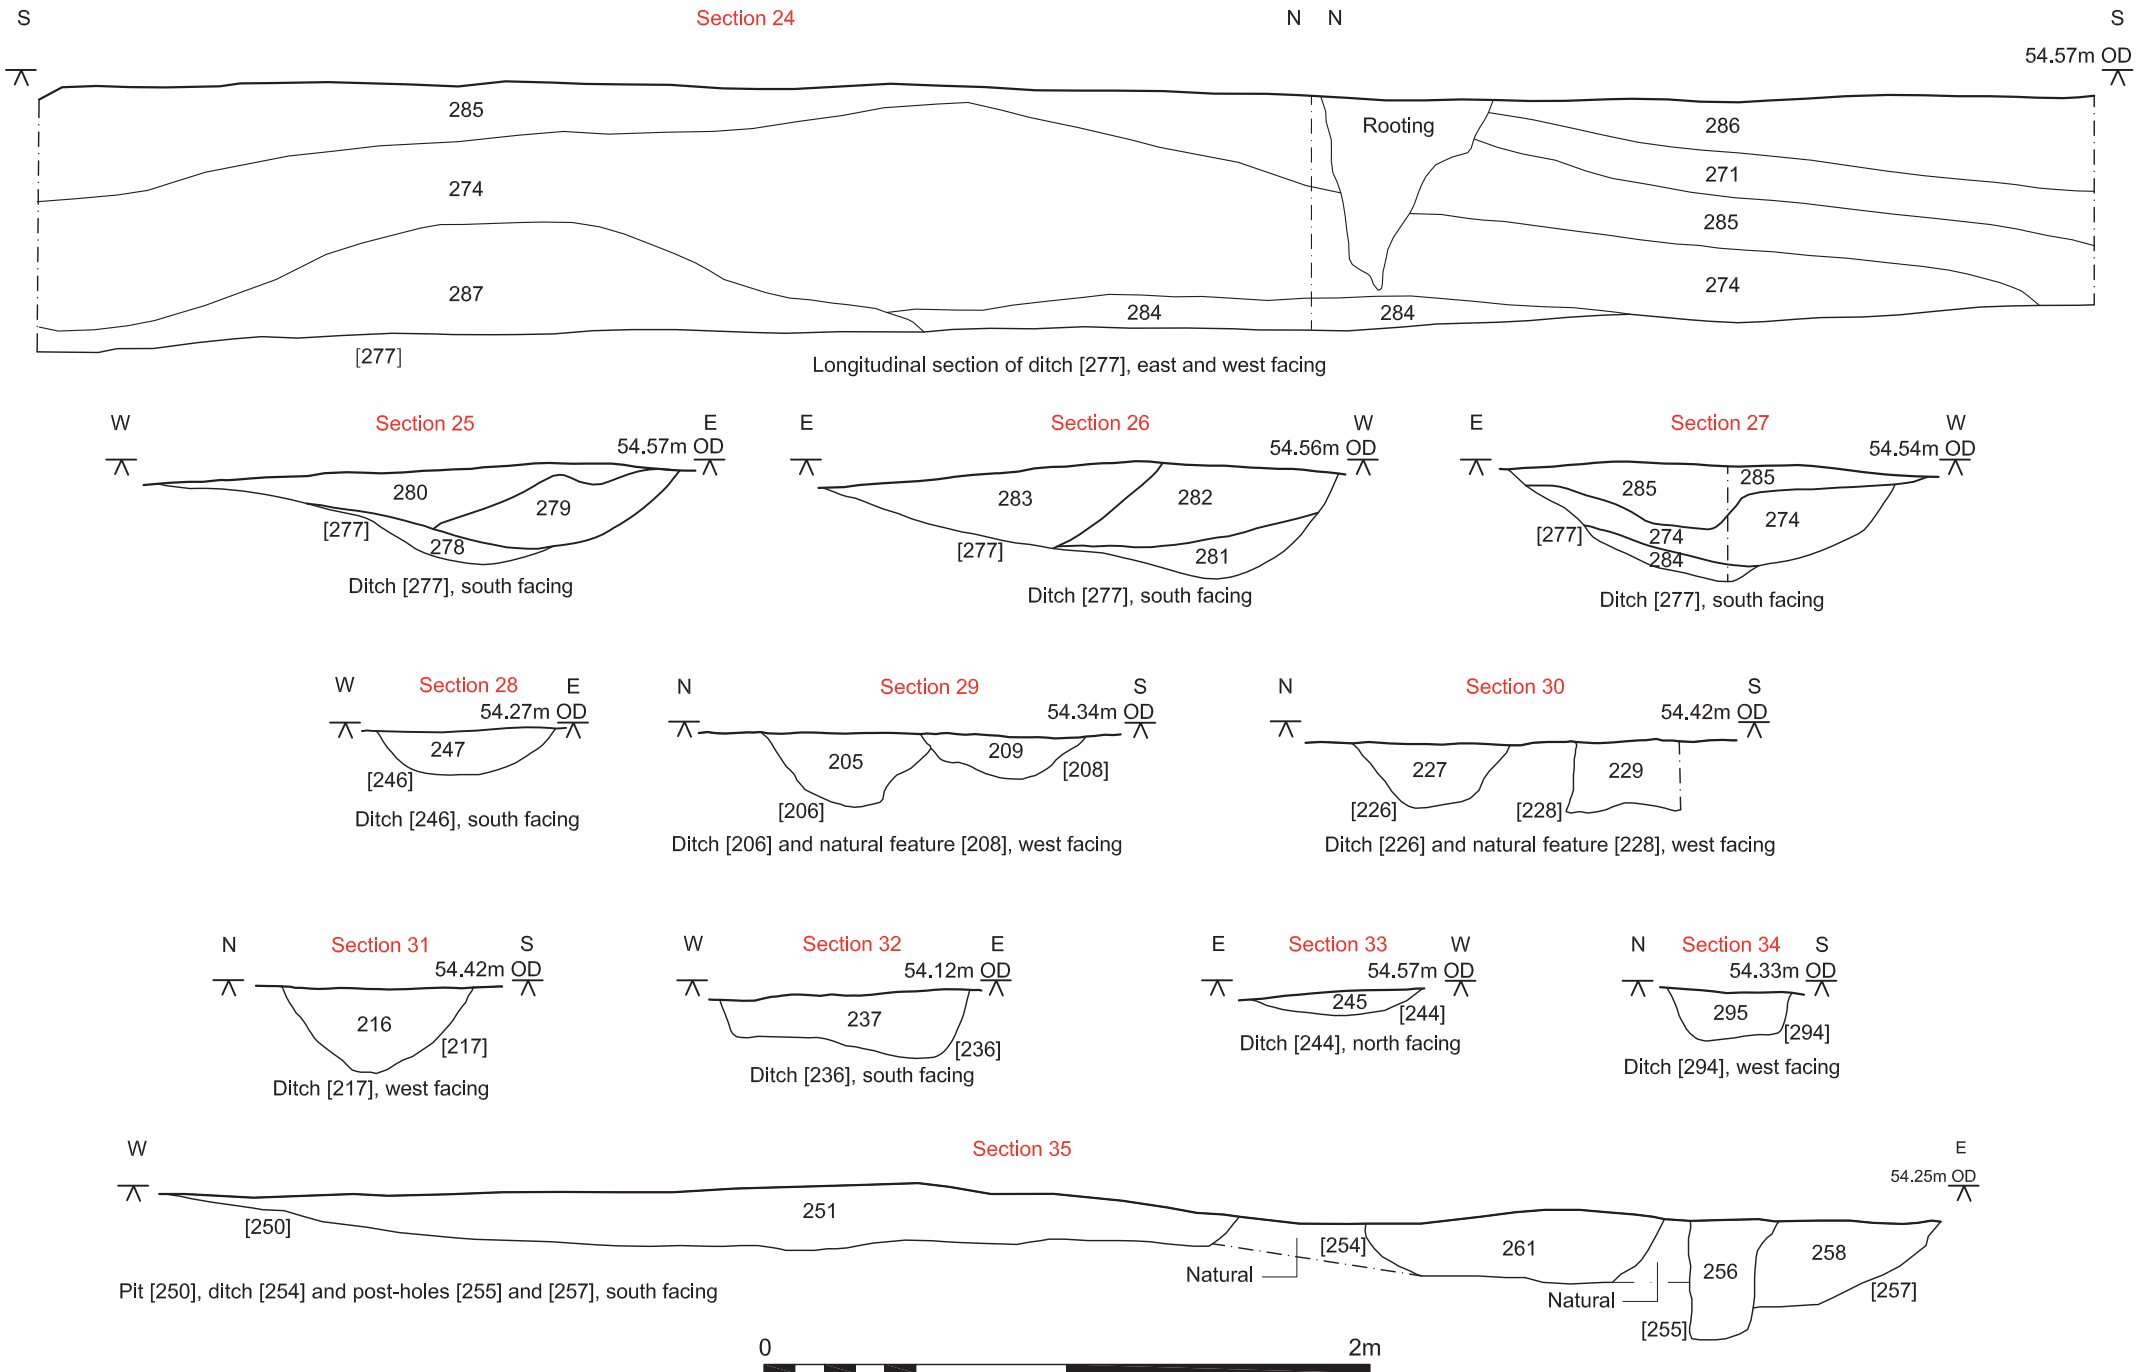 S Section 24 N N S
54.57m OD
285
Rooting
286
274
271
285
287
274
284
284
[277]
Longitudinal section of ditch [277], east and west facing
W Section 25 E
54.57m OD
280
279
[277]
278
Ditch [277], south facing
E Section 26 W
54.56m OD
283
282
[277]
281
Ditch [277], south facing
E Section 27 W
54.54m OD
285
285
274
[277]
274
284
Ditch [277], south facing
W Section 28 E
54.27m OD
247
[246]
Ditch [246], south facing
N Section 29 S
54.34m OD
205
209
[208]
[206]
Ditch [206] and natural feature [208], west facing
N Section 30 S
54.42m OD
227
229
[226]
[228]
Ditch [226] and natural feature [228], west facing
N Section 31 S
54.42m OD
216
[217]
Ditch [217], west facing
W Section 32 E
54.12m OD
237
[236]
Ditch [236], south facing
E Section 33 W
54.57m OD
245
[244]
Ditch [244], north facing
N Section 34 S
54.33m OD
295
[294]
Ditch [294], west facing
W Section 35 E
54.25m OD
251
[250]
[254]
261
258
256
Natural
Natural
[257]
[255]
Pit [250], ditch [254] and post-holes [255] and [257], south facing
0 2m